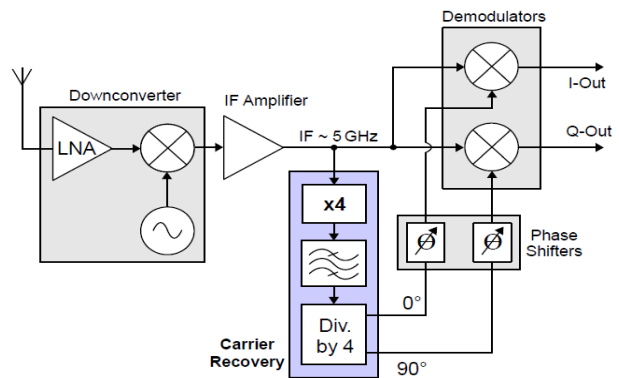 Demodulators
Downconverter
IF Amplifier
I-Out
LNA
IF ~ 5 GHz
Q-Out
x4
Ø
Ø
Phase
Shifters
0°
Div.
by 4
Carrier
Recovery
90°